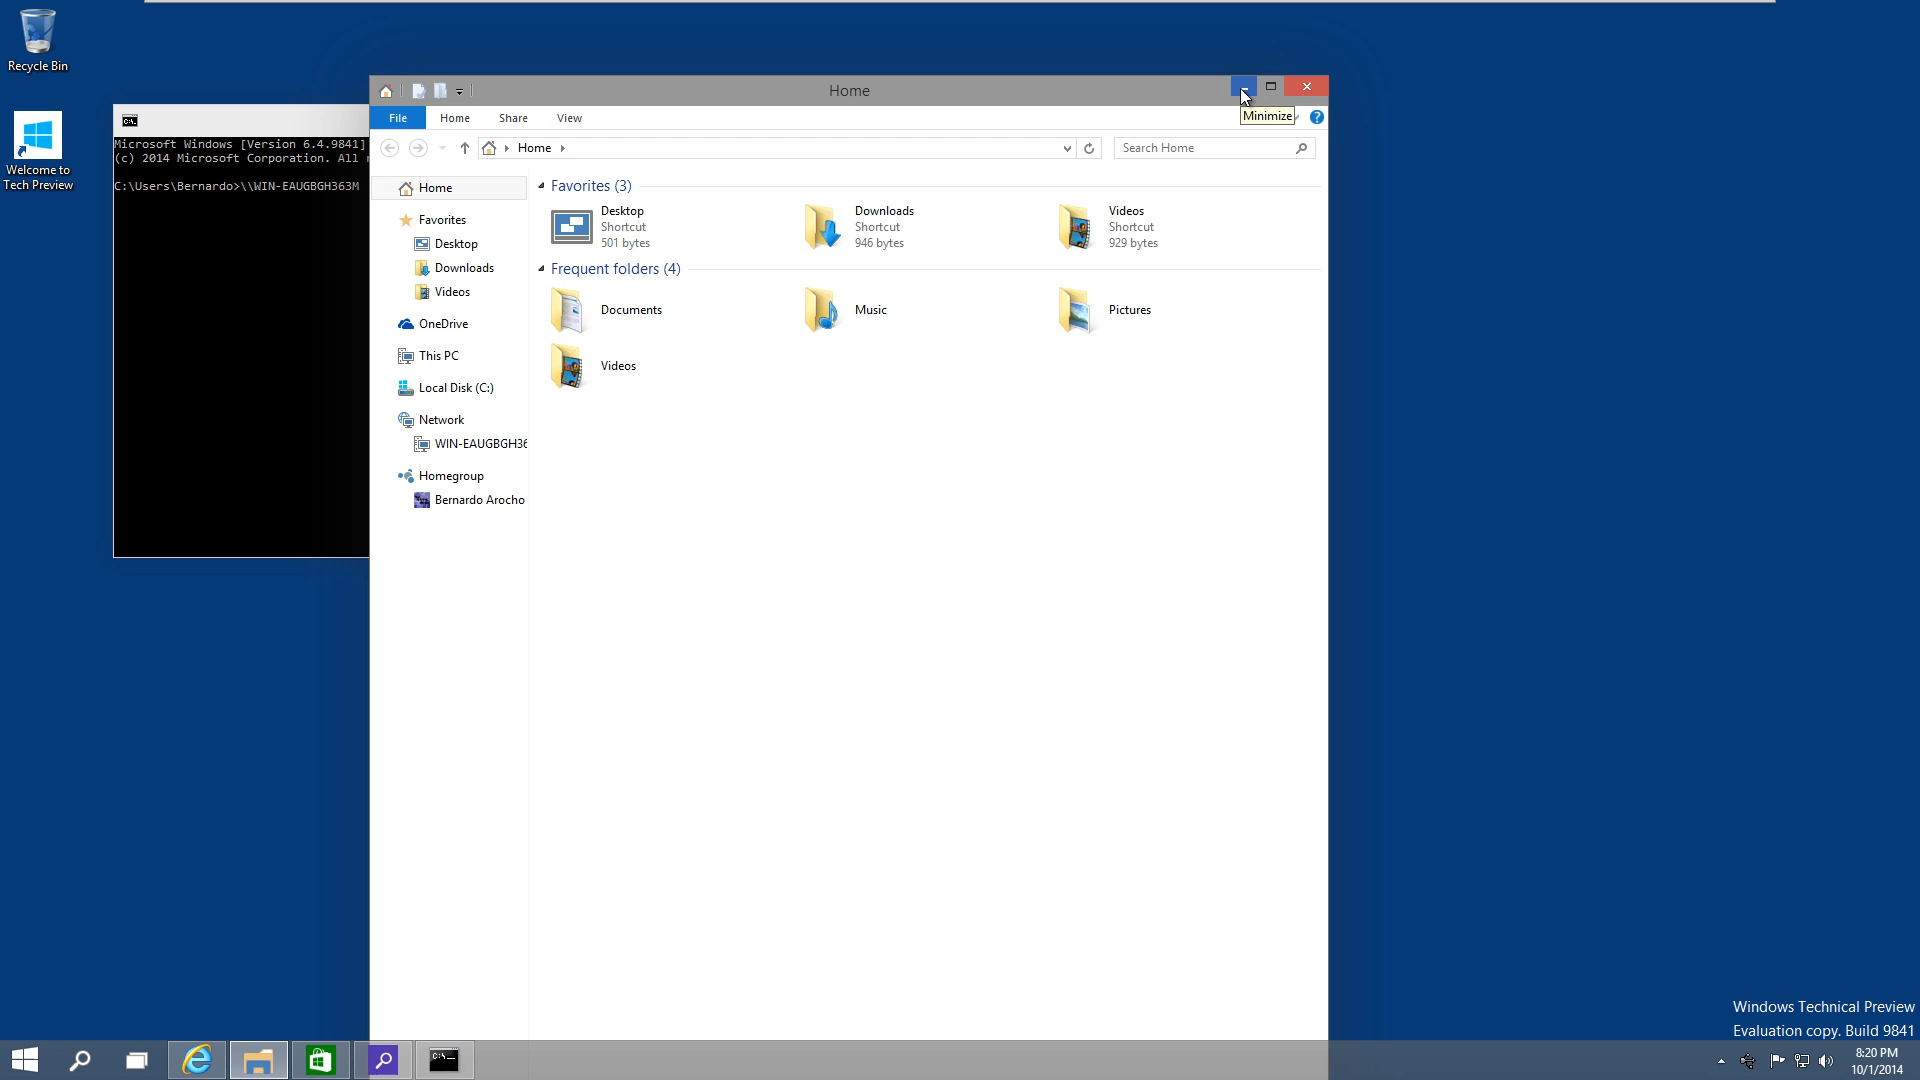 Recycle Bin
Welcome to
Tech Preview
C:\.
Microsoft Windows [Version 6.4.9841]
(c) 2014 Microsoft Corporation. All
C:\Users\Bernardo>\\WIN-EAUGBGH363M
Home
Minimize
File Home Share View
Home
Search Home
Home
Favorites
Desktop
Downloads
Videos
OneDrive
This PC
Local Disk (C:)
Network
WIN-EAUGBGH36
Homegroup
Bernardo Arocho
Favorites (3)
Desktop
Shortcut
501 bytes
Downloads
Shortcut
946 bytes
Videos
Shortcut
929 bytes
Frequent folders (4)
Documents
Music
Pictures
Videos
Windows Technical Preview
Evaluation copy. Build 9841
C:\._
8:20 PM
10/1/2014